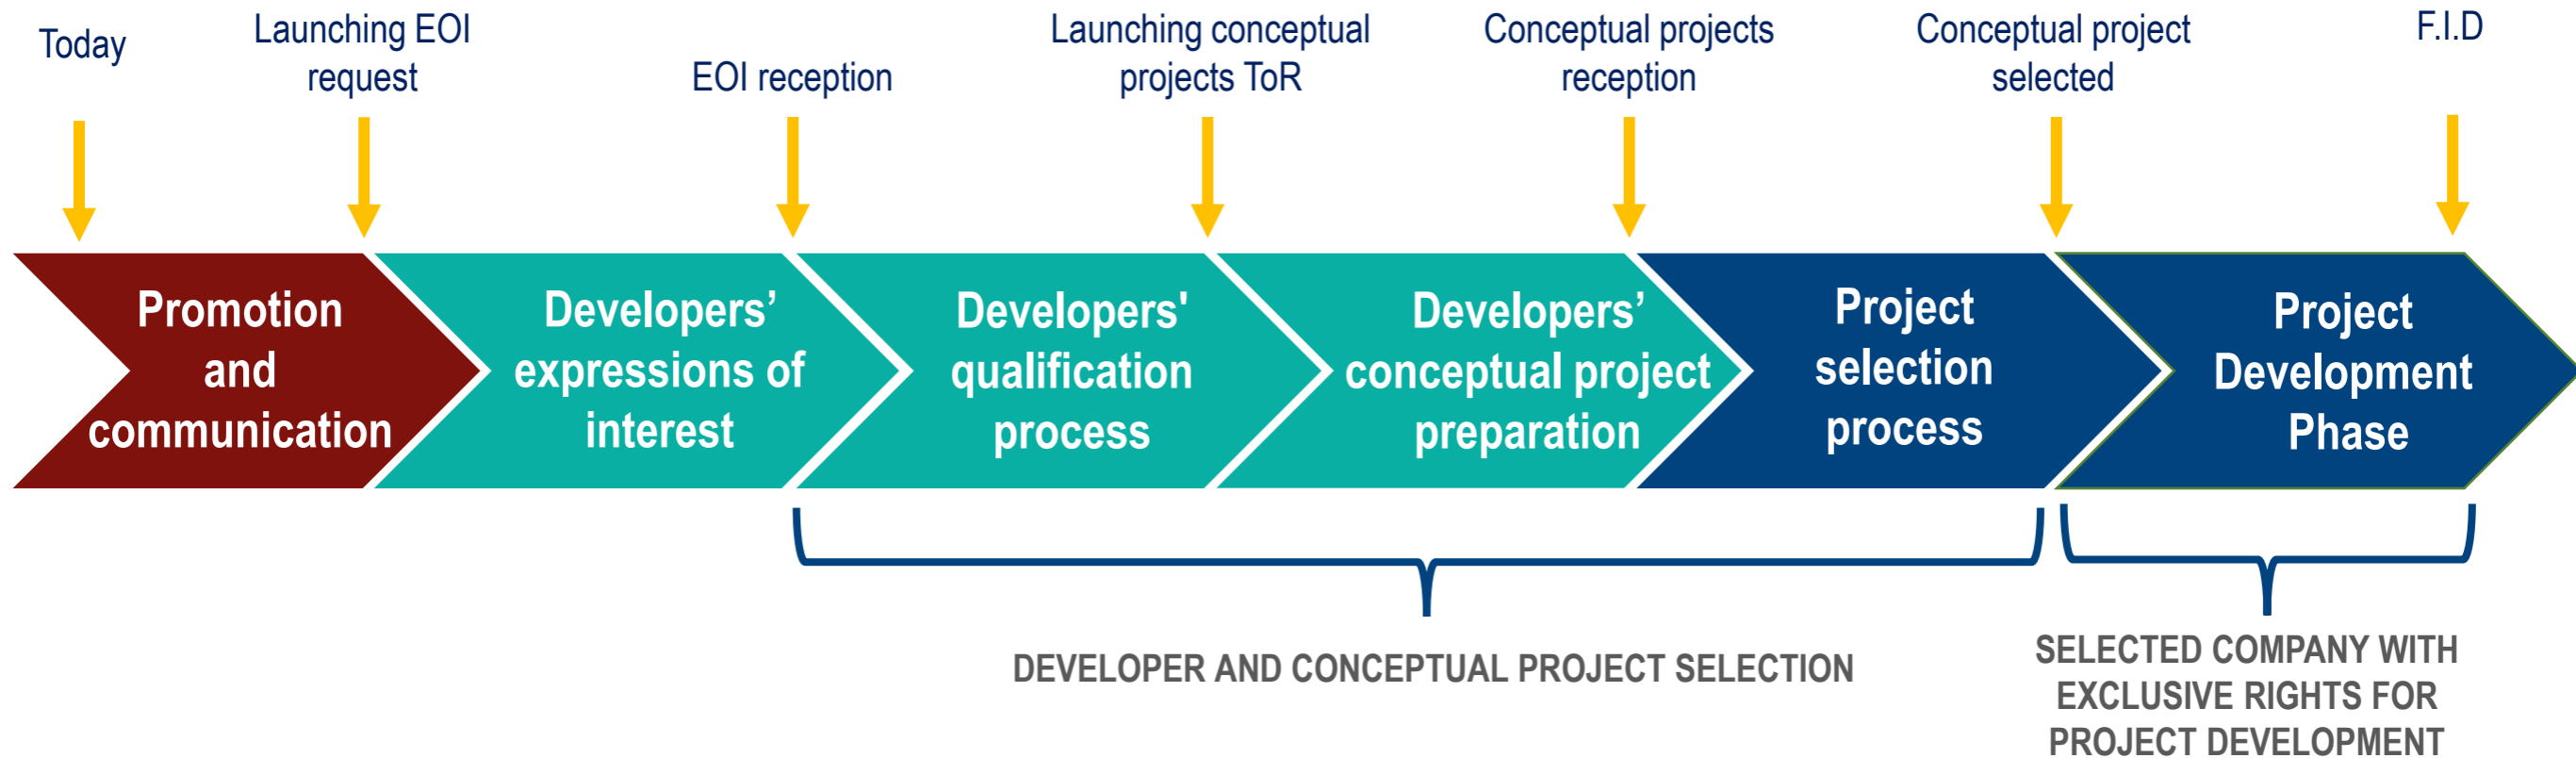 Today
Launching EOI
request
EOI reception
Launching conceptual
projects ToR
Conceptual projects
reception
Conceptual project
selected
F.I.D
Promotion
and
communication
Developers’
expressions of
interest
Developers'
qualification
process
Developers’
conceptual project
preparation
Project
selection
process
Project
Development
Phase
DEVELOPER AND CONCEPTUAL PROJECT SELECTION
SELECTED COMPANY WITH
EXCLUSIVE RIGHTS FOR
PROJECT DEVELOPMENT